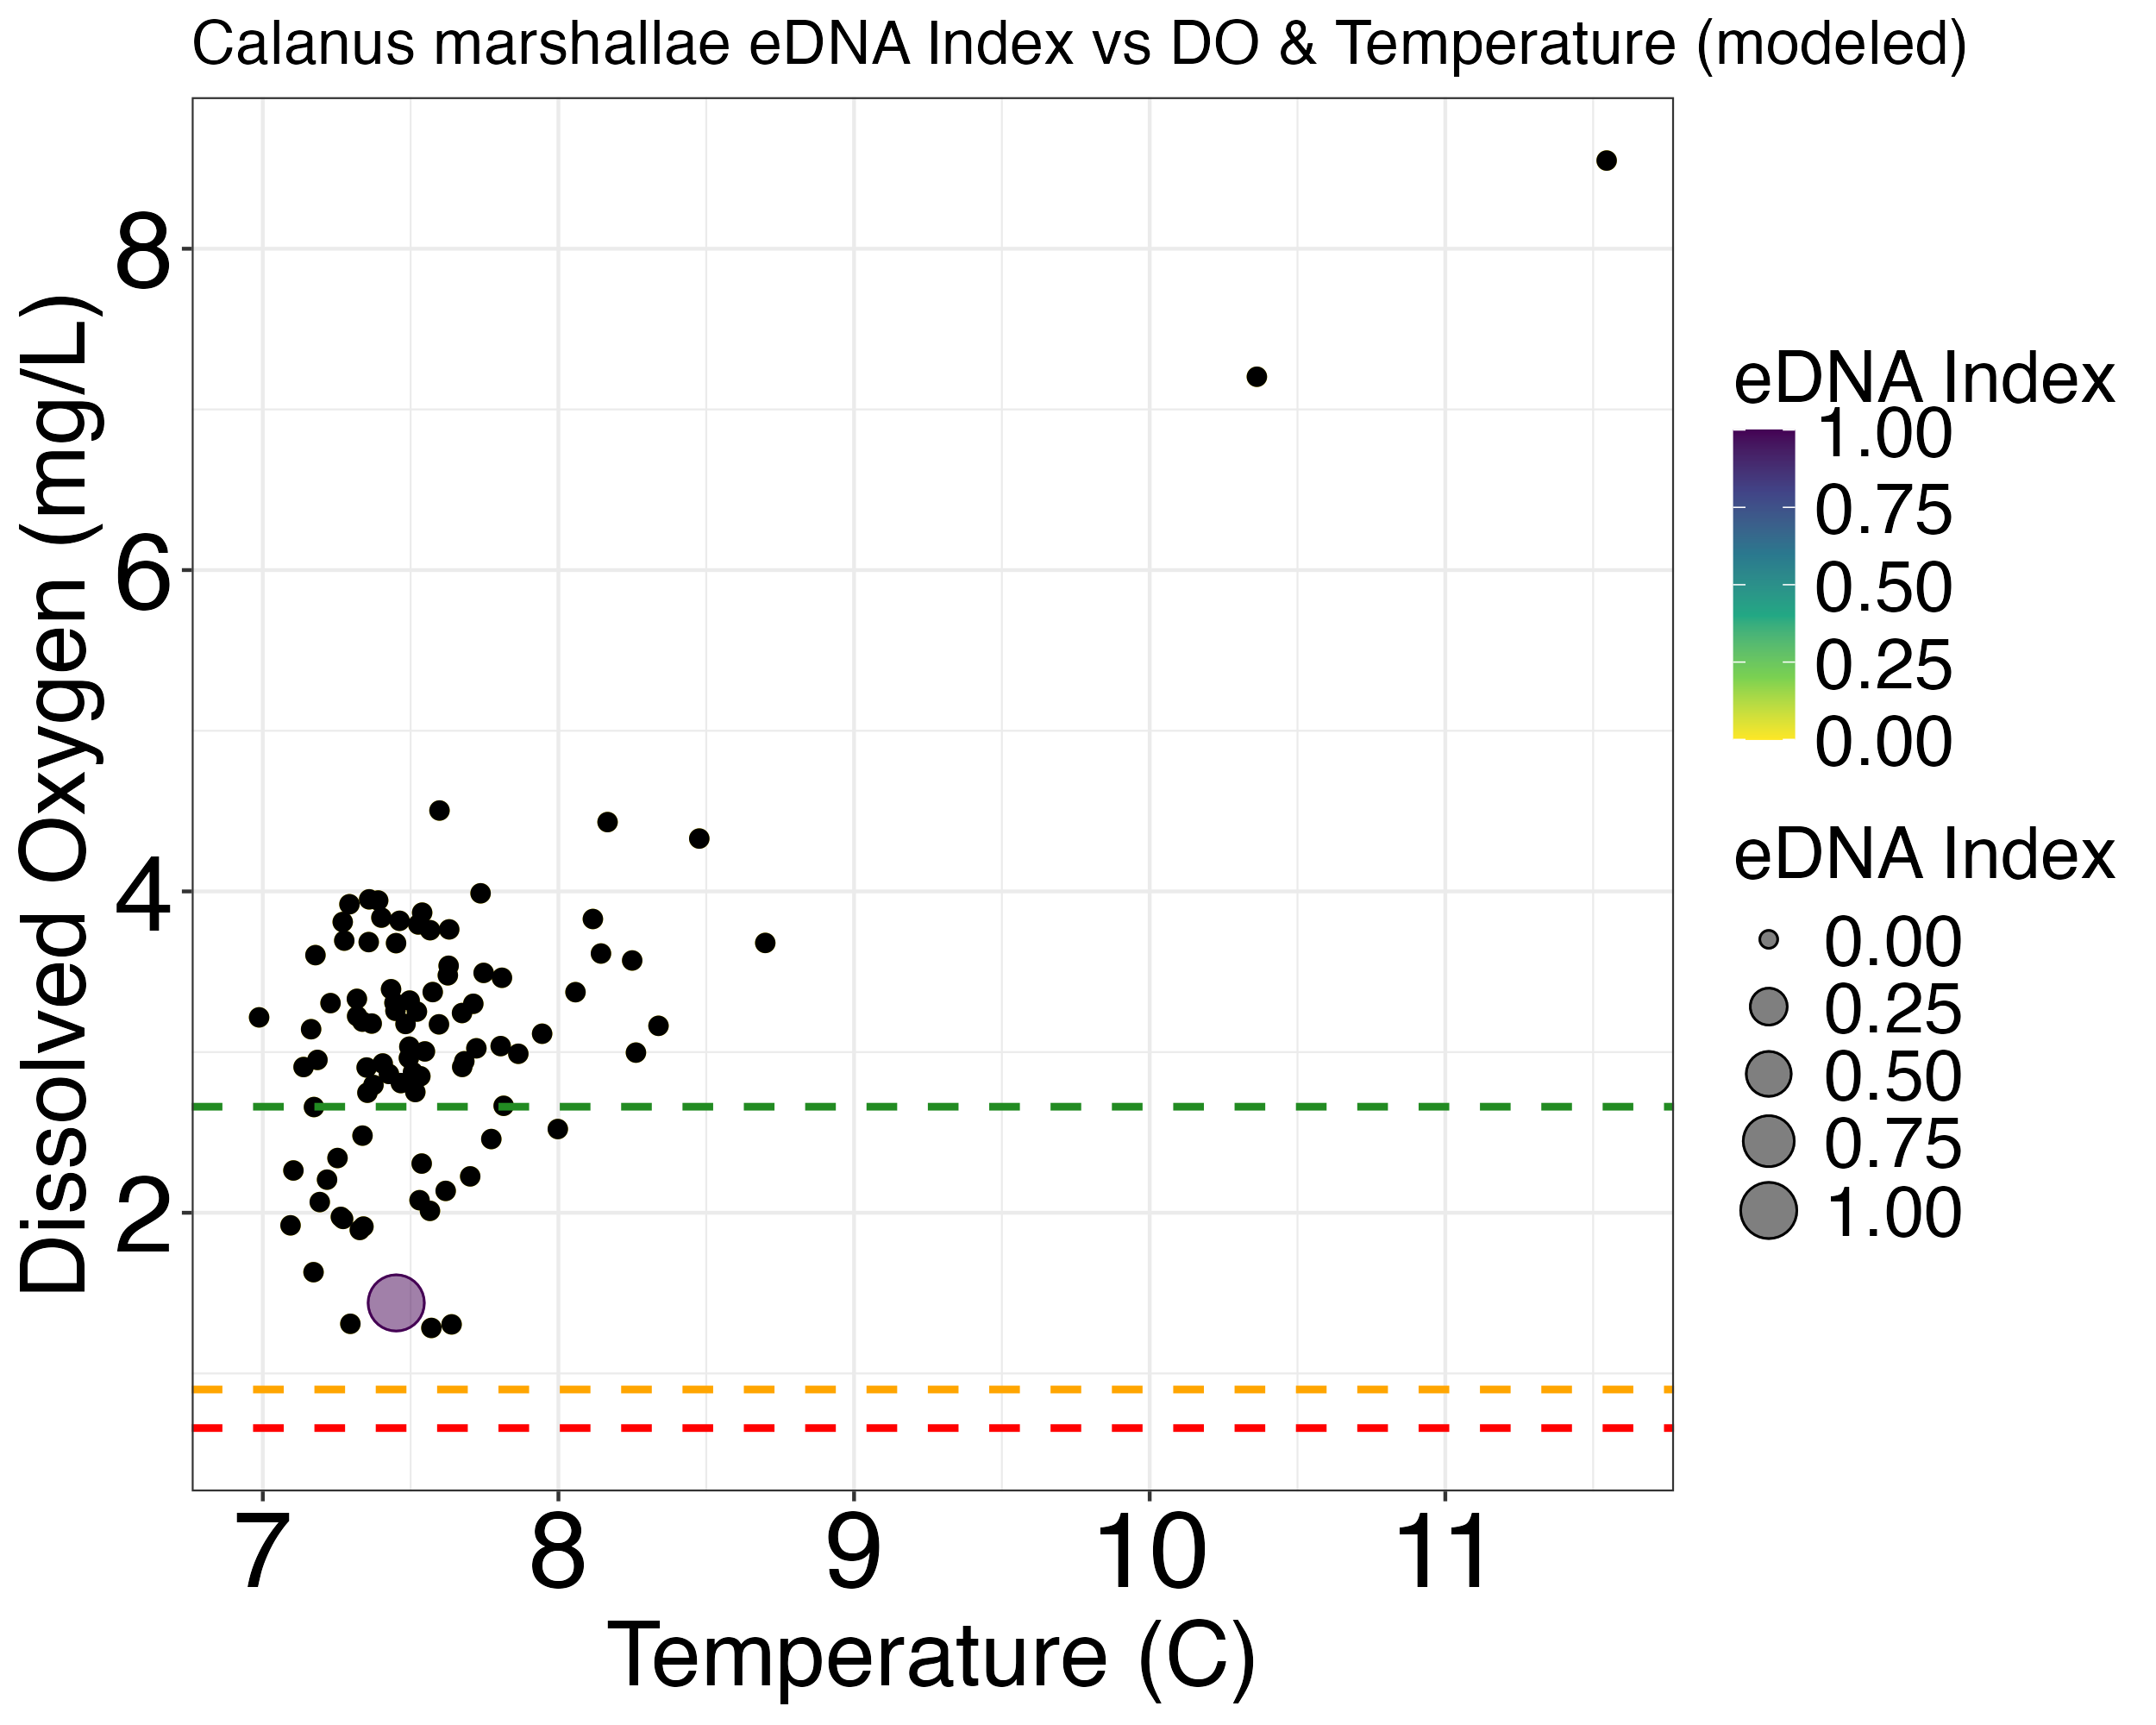 Calanus marshallae eDNA Index vs DO & Temperature (modeled)
Dissolved Oxygen (mg/L)
8
6
4
2
7 8 9 10 11
Temperature (C)
eDNA Index
1.00
0.75
0.50
0.25
0.00
eDNA Index
0.00
0.25
0.50
0.75
1.00